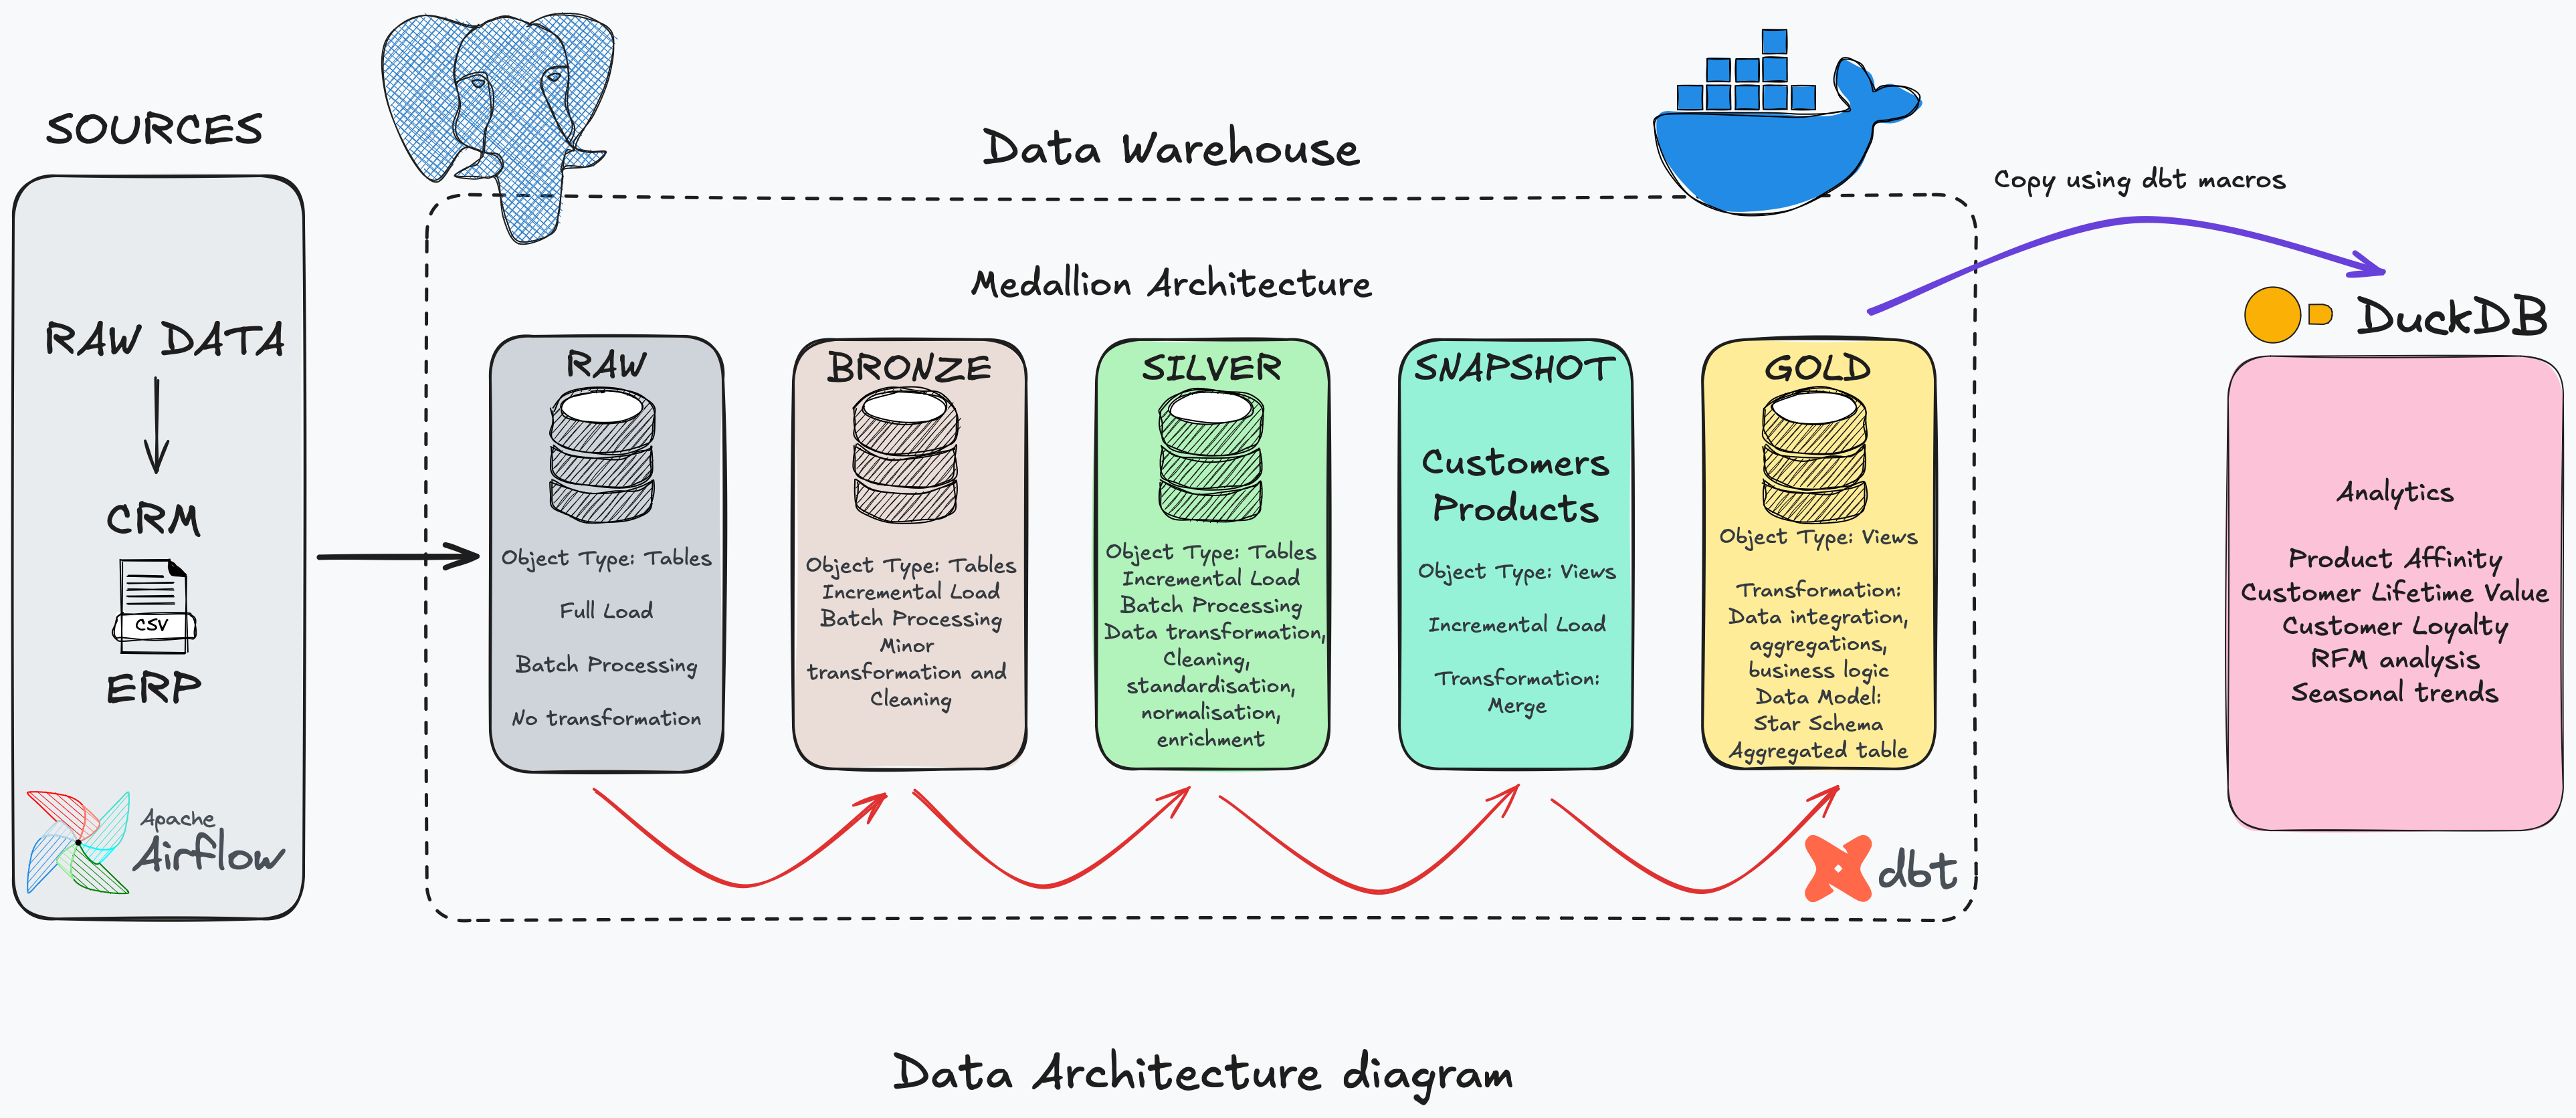 SOURCES
RAW DATA
CRM
CSV
ERP
Apache
Airflow
Data Warehouse
Medallion Architecture
RAW
Object Type: Tables
Full Load
Batch Processing
No transformation
BRONZE
Object Type: Tables
Incremental Load
Batch Processing
Minor
transformation and
Cleaning
SILVER
Object Type: Tables
Incremental Load
Batch Processing
Data transformation,
Cleaning,
standardisation,
normalisation,
enrichment
SNAPSHOT
Customers
Products
Object Type: Views
Incremental Load
Transformation:
Merge
GOLD
Object Type: Views
Transformation:
Data integration,
aggregations,
business logic
Data Model:
Star Schema
Aggregated table
dbt
Copy using dbt macros
DuckDB
Analytics
Product Affinity
Customer Lifetime Value
Customer Loyalty
RFM analysis
Seasonal trends
Data Architecture diagram